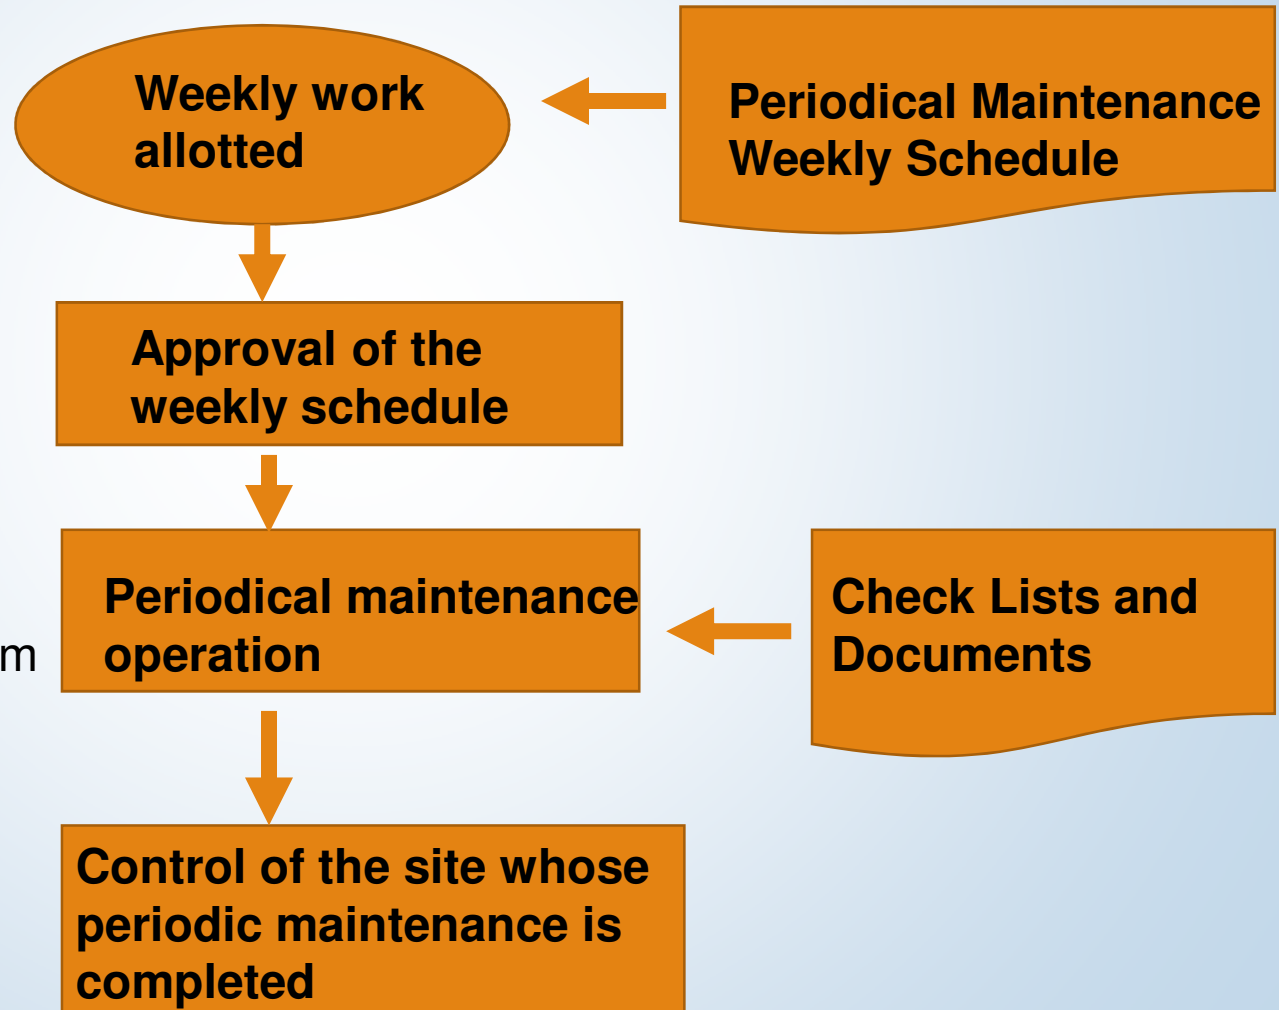 Weekly work
allotted
Periodical Maintenance
Weekly Schedule
Approval of the
weekly schedule
Periodical maintenance
operation
m
Check Lists and
Documents
Control of the site whose
periodic maintenance is
completed